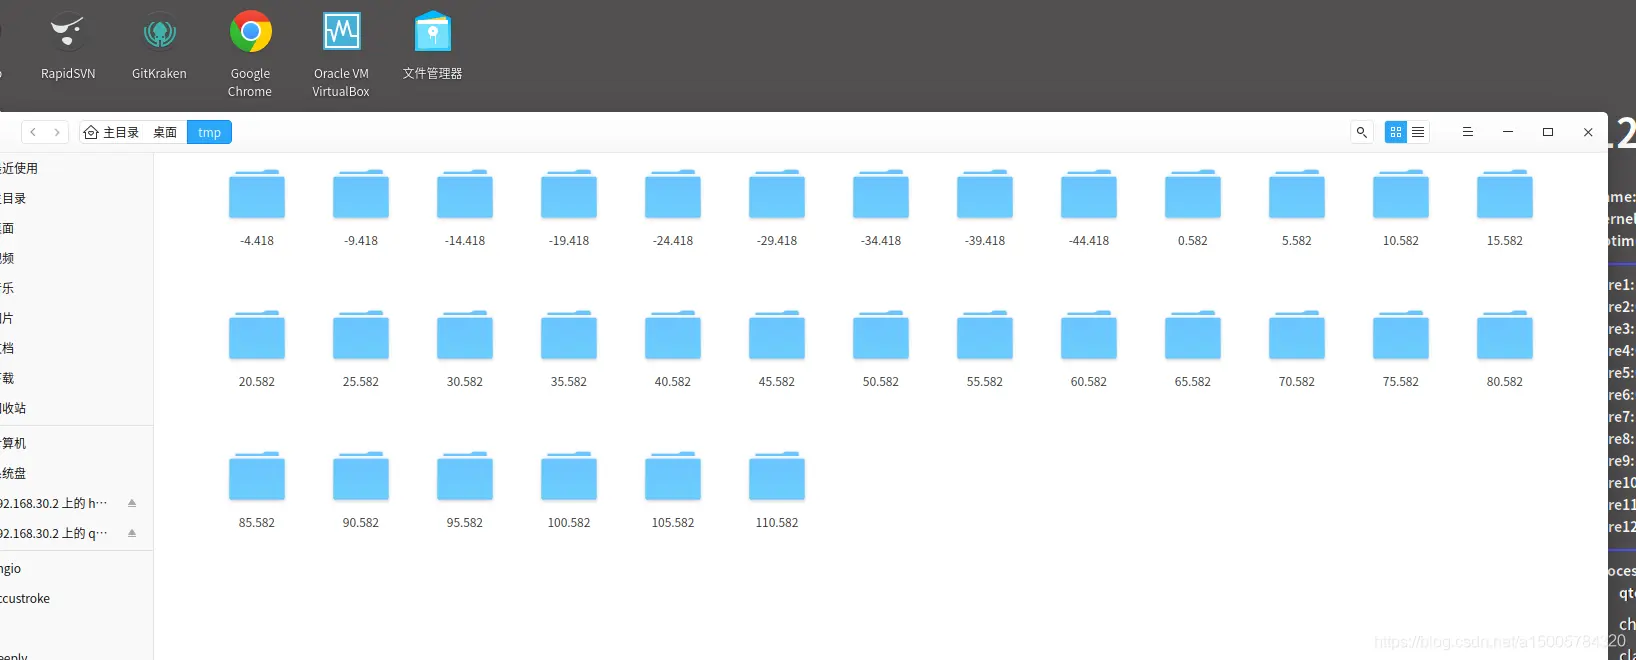 RapidSVN
GitKraken
Google
Chrome
Oracle VM
VirtualBox
文件管理器
主目录
桌面
tmp
近使用
目录
面
频
乐
片
档
载
收站
算机
统盘
92.168.30.2 上的 h···
92.168.30.2 上的 q···
ngio
ccustroke
eeply
-4.418
-9.418
-14.418
-19.418
-24.418
-29.418
-34.418
-39.418
-44.418
0.582
5.582
10.582
15.582
20.582
25.582
30.582
35.582
40.582
45.582
50.582
55.582
60.582
65.582
70.582
75.582
80.582
85.582
90.582
95.582
100.582
105.582
110.582
2
ame:
ernel
ptim
re1:
re2:
re3:
re4:
re5:
re6:
re7:
re8:
re9:
re10
re11
re12
oces
qt
ch
cla
https://blog.csdn.net/a15005784320